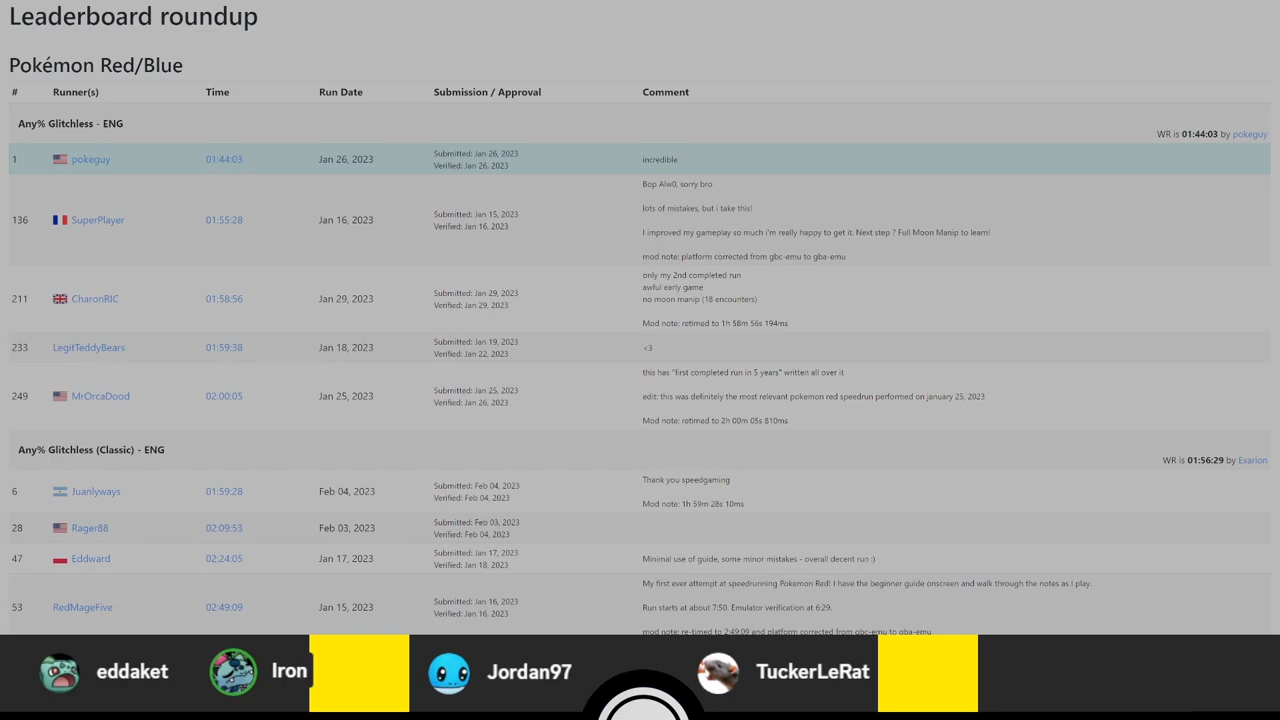 Leaderboard roundup
Pokémon Red/Blue
# Runner(s) Time Run Date Submission / Approval Comment
Any% Glitchless - ENG
WR is 01:44:03 by pokeguy
1 pokeguy 01:44:03 Jan 26, 2023 Submitted: Jan 26, 2023 Verified: Jan 26, 2023 incredible
136 SuperPlayer 01:55:28 Jan 16, 2023 Submitted: Jan 15, 2023 Verified: Jan 16, 2023
Bop Alw0, sorry bro
lots of mistakes, but i take this!
I improved my gameplay so much i'm really happy to get it. Next step ? Full Moon Manip to learn!
mod note: platform corrected from gbc-emu to gba-emu
211 CharonRIC 01:58:56 Jan 29, 2023 Submitted: Jan 29, 2023 Verified: Jan 29, 2023
only my 2nd completed run
awful early game
no moon manip (18 encounters)
Mod note: retimed to 1h 58m 56s 194ms
233 LegitTeddyBears 01:59:38 Jan 18, 2023 Submitted: Jan 19, 2023 Verified: Jan 22, 2023 <3
249 MrOrcaDood 02:00:05 Jan 25, 2023 Submitted: Jan 25, 2023 Verified: Jan 26, 2023
this has "first completed run in 5 years" written all over it
edit: this was definitely the most relevant pokemon red speedrun performed on january 25, 2023
Mod note: retimed to 2h 00m 05s 810ms
Any% Glitchless (Classic) - ENG
WR is 01:56:29 by Exarion
6 Juanlyways 01:59:28 Feb 04, 2023 Submitted: Feb 04, 2023 Verified: Feb 04, 2023
Thank you speedgaming
Mod note: 1h 59m 28s 10ms
28 Rager88 02:09:53 Feb 03, 2023 Submitted: Feb 03, 2023 Verified: Feb 04, 2023
47 Eddward 02:24:05 Jan 17, 2023 Submitted: Jan 17, 2023 Verified: Jan 18, 2023 Minimal use of guide, some minor mistakes - overall decent run :)
53 RedMageFive 02:49:09 Jan 15, 2023 Submitted: Jan 16, 2023 Verified: Jan 16, 2023
My first ever attempt at speedrunning Pokemon Red! I have the beginner guide onscreen and walk through the notes as I play.
Run starts at about 7:50. Emulator verification at 6:29.
mod note: re-timed to 2:49:09 and platform corrected from gbc-emu to gba-emu
eddaket Iron Jordan97 TuckerLeRat